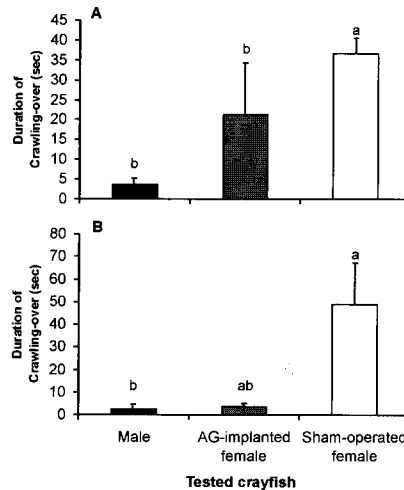 A
Duration of
Crawling-over (sec)
45
40
35
30
25
20
15
10
5
0
b
b
a
B
Duration of
Crawling-over (sec)
80
70
60
50
40
30
20
10
0
b
ab
a
Male
AG-implanted
female
Sham-operated
female
Tested crayfish